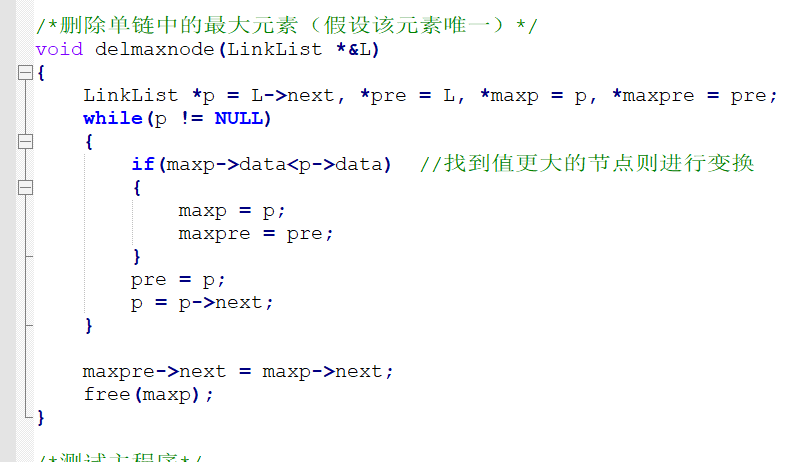 /*删除单链中的最大元素（假设该元素唯一）*/
void delmaxnode(LinkList *&L)
{
    LinkList *p = L->next, *pre = L, *maxp = p, *maxpre = pre;
    while(p != NULL)
    {
        if(maxp->data<p->data)  //找到值更大的节点则进行变换
        {
            maxp = p;
            maxpre = pre;
        }
        pre = p;
        p = p->next;
    }

    maxpre->next = maxp->next;
    free(maxp);
}
/*测试主程序*/